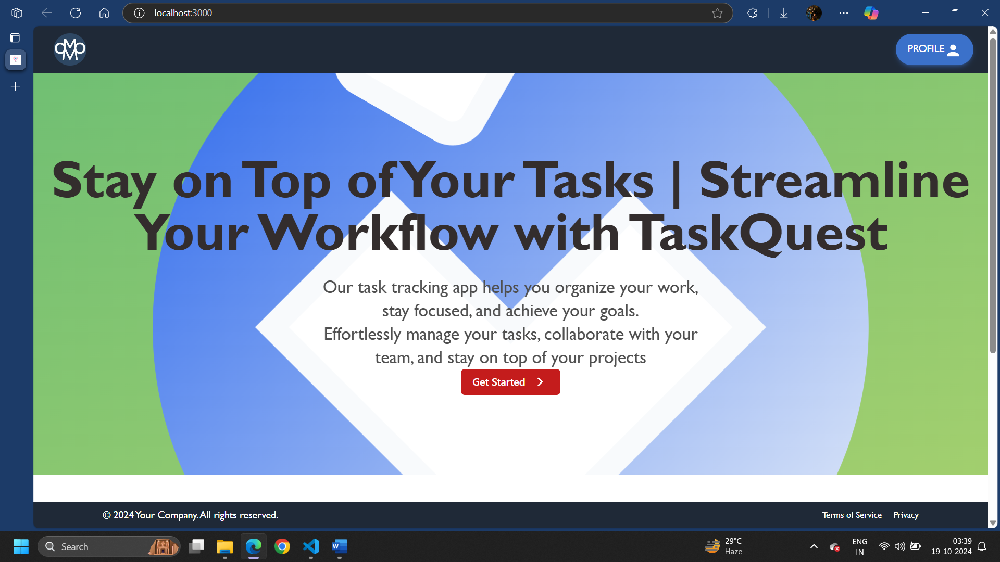 localhost:3000
PROFILE
Stay on Top of Your Tasks | Streamline
Your Workflow with TaskQuest
Our task tracking app helps you organize your work,
stay focused, and achieve your goals.
Effortlessly manage your tasks, collaborate with your
team, and stay on top of your projects
Get Started
© 2024 Your Company. All rights reserved.
Terms of Service Privacy
Search
29°C
Haze
ENG
IN
03:39
19-10-2024